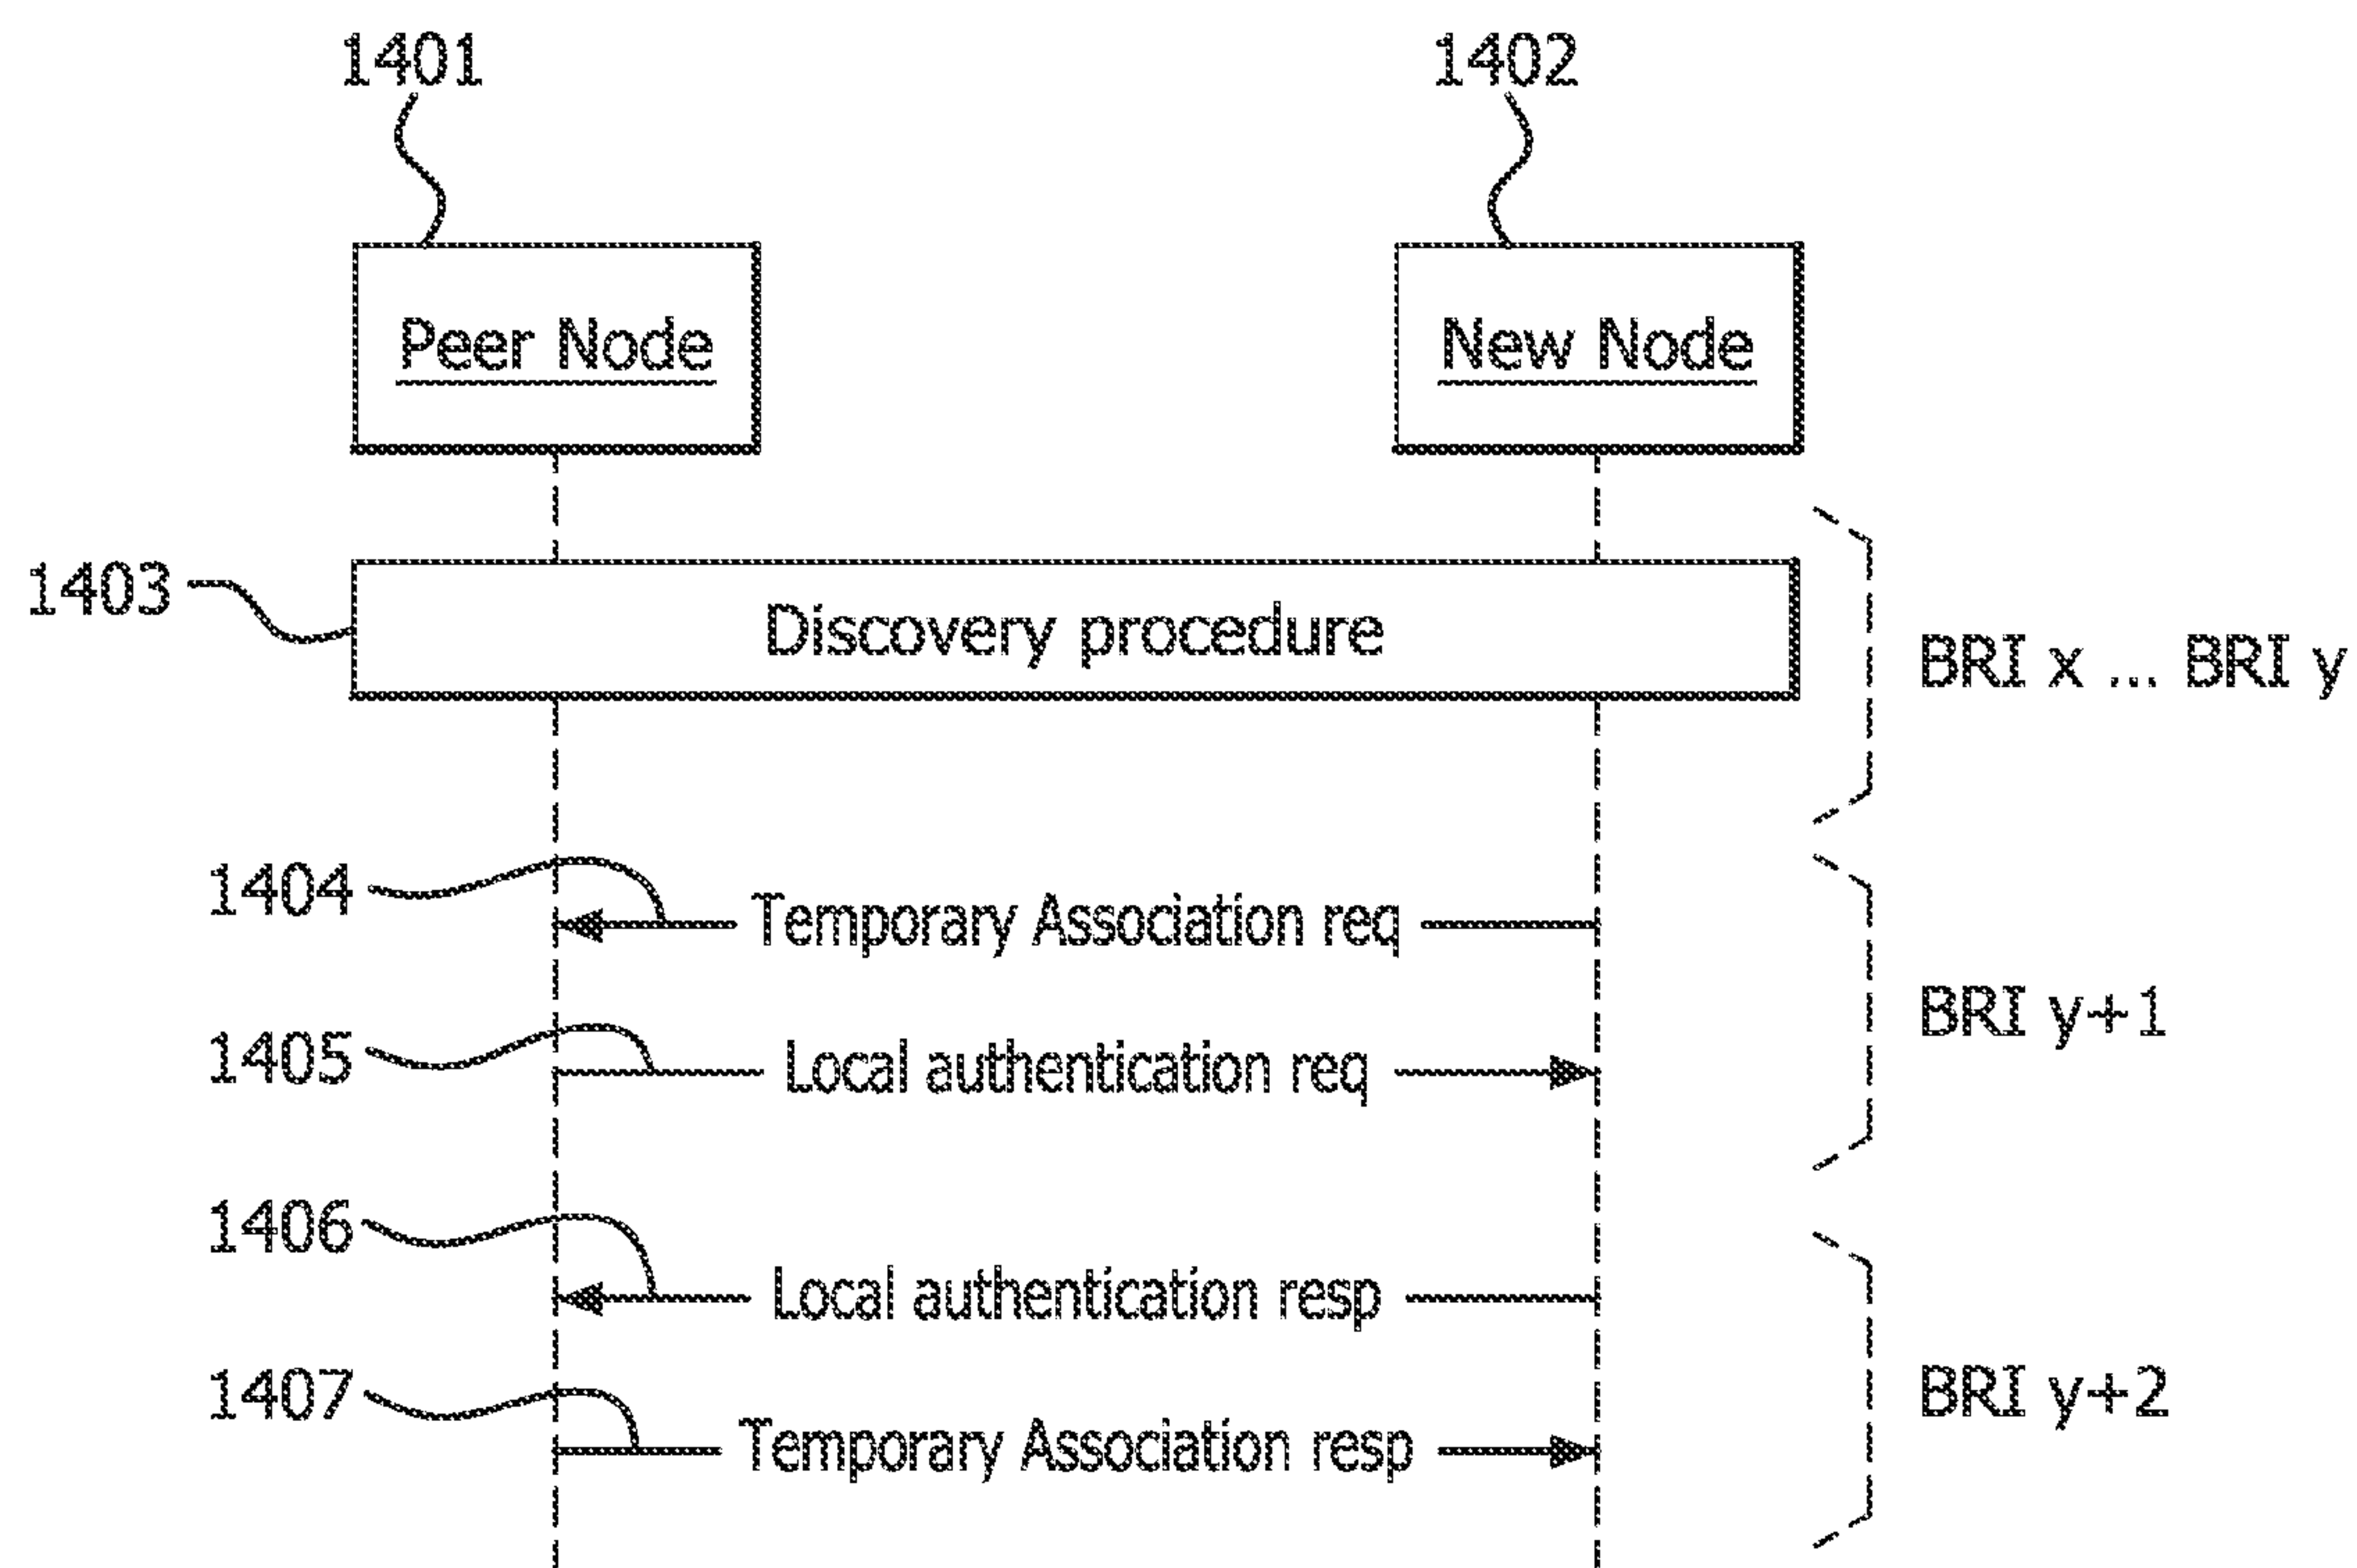 1401
1402
Peer Node
New Node
1403
Discovery procedure
BRI x ... BRI y
1404
Temporary Association req
BRI y+1
1405
Local authentication req
1406
Local authentication resp
1407
Temporary Association resp
BRI y+2